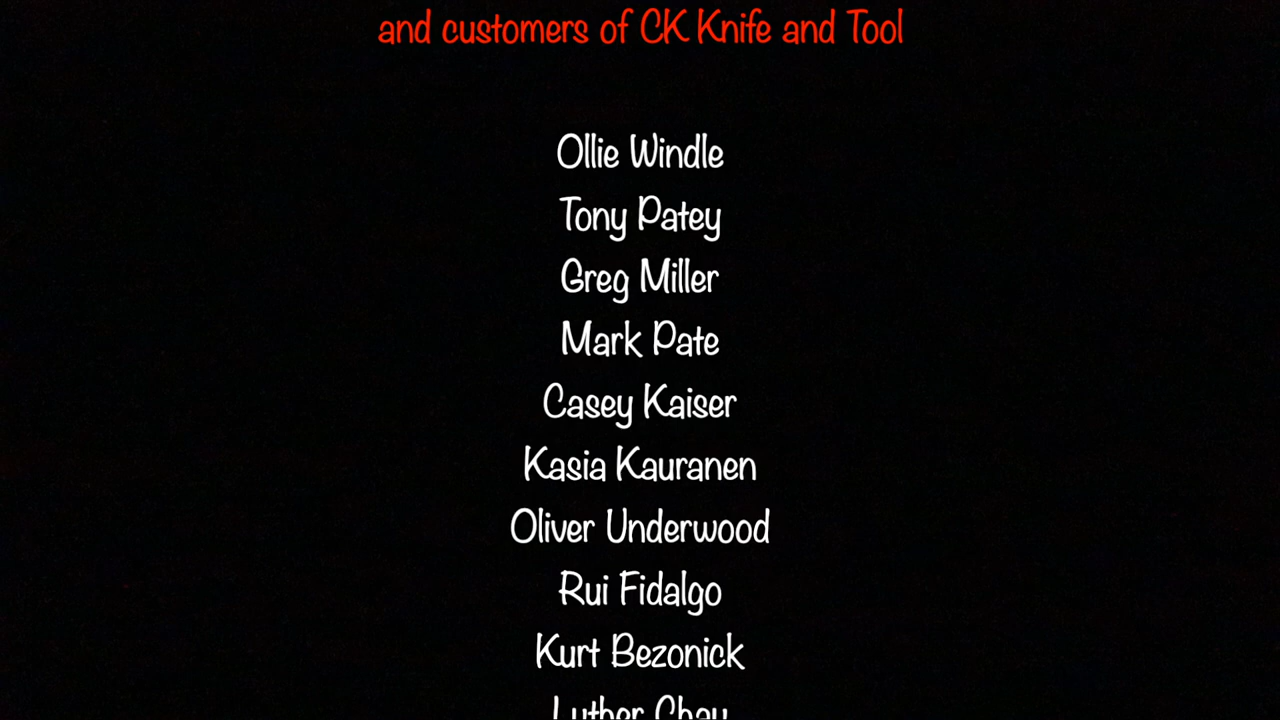 and customers of CK Knife and Tool
Ollie Windle
Tony Patey
Greg Miller
Mark Pate
Casey Kaiser
Kasia Kauranen
Oliver Underwood
Rui Fidalgo
Kurt Bezonick
Luther